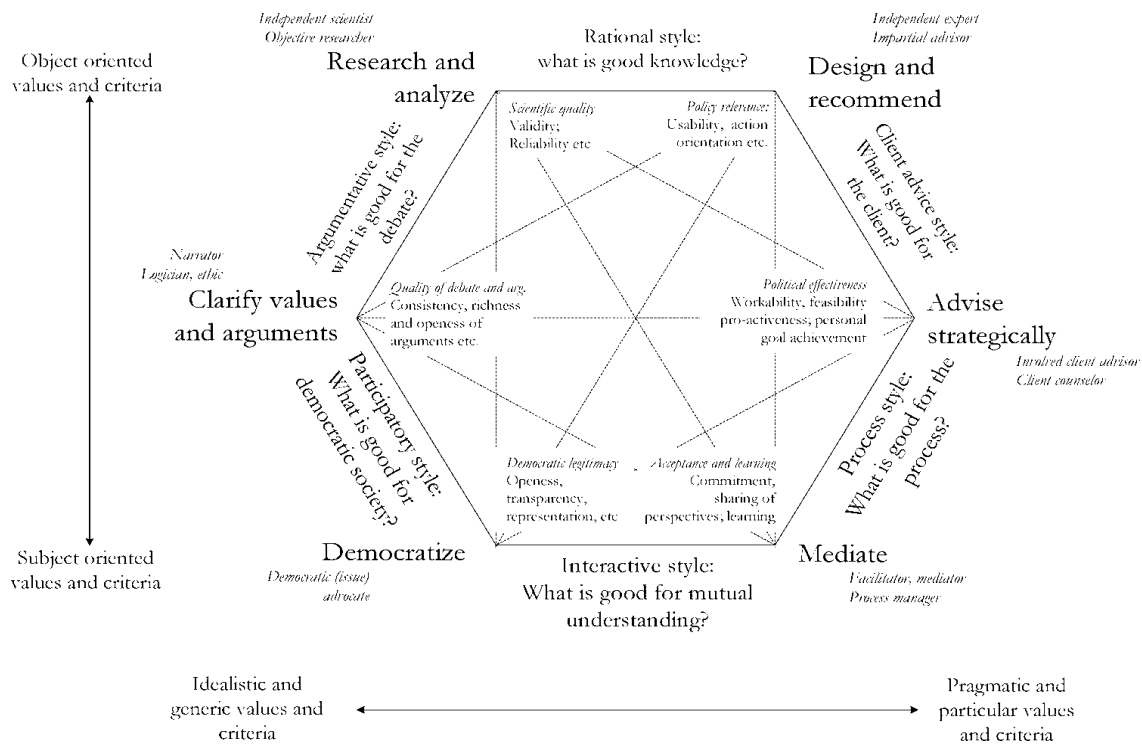 Independent scientist
Objective researcher
Research and
analyze
Rational style:
what is good knowledge?
Independent expert
Impartial advisor
Design and
recommend
Object oriented
values and criteria
Scientific quality
Validity;
Reliability etc
Policy relevance:
Usability, action
orientation etc.
Argumentative style:
what is good for the
debate?
Client advice style:
What is good for
the client?
Narrator
Logician, ethic
Clarify values
and arguments
Quality of debate and arg.
Consistency, richness
and openess of
arguments etc.
Political effectiveness
Workability, feasibility
pro-activeness; personal
goal achievement
Advise
strategically
Involved client advisor
Client counselor
Participatory style:
What is good for
democratic society?
Process style:
What is good for the
process?
Democratic legitimacy
Openess,
transparency,
representation, etc
Acceptance and learning
Commitment,
sharing of
perspectives; learning
Subject oriented
values and criteria
Democratize
Democratic (issue)
advocate
Interactive style:
What is good for mutual
understanding?
Mediate
Facilitator, mediator
Process manager
Idealistic and
generic values and
criteria
Pragmatic and
particular values
and criteria